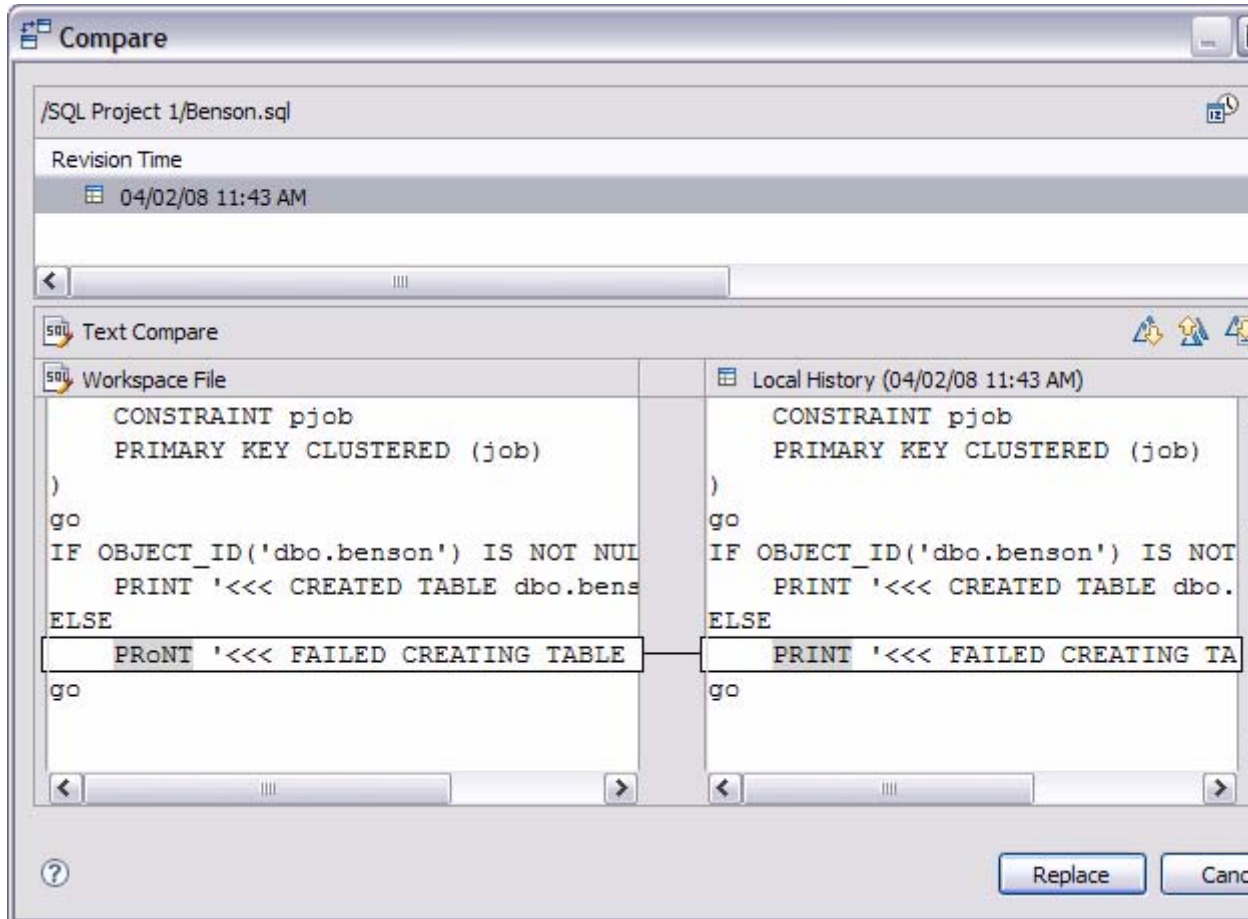 Compare
/SQL Project 1/Benson.sql
Revision Time
04/02/08 11:43 AM
Text Compare
Workspace File
CONSTRAINT pjob
PRIMARY KEY CLUSTERED (job)
)
go
IF OBJECT_ID('dbo.benson') IS NOT NUL
PRINT '<<< CREATED TABLE dbo.bens
ELSE
PRoNT '<<< FAILED CREATING TABLE
go
Local History (04/02/08 11:43 AM)
CONSTRAINT pjob
PRIMARY KEY CLUSTERED (job)
)
go
IF OBJECT_ID('dbo.benson') IS NOT
PRINT '<<< CREATED TABLE dbo.
ELSE
PRINT '<<< FAILED CREATING TA
go
Replace
Canc